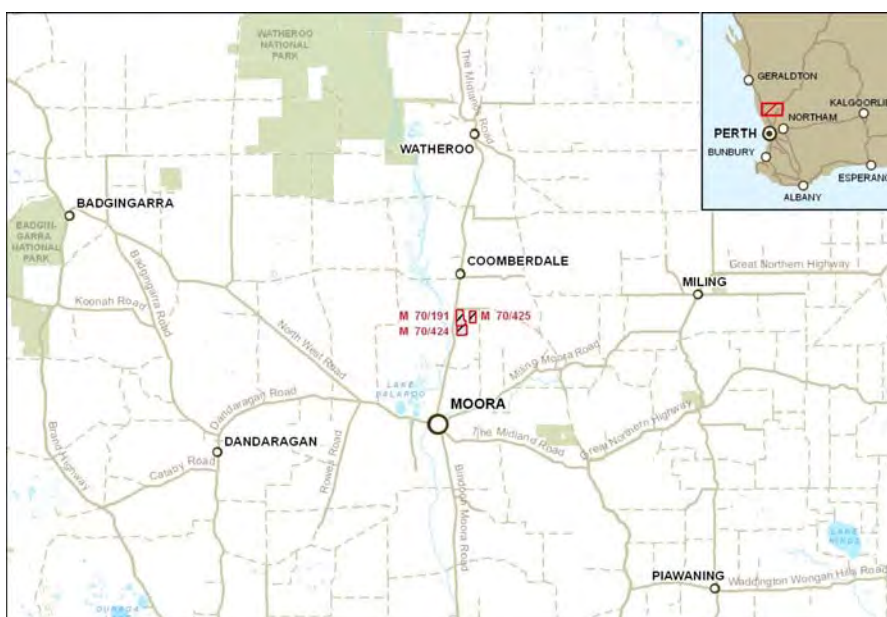 WATHEROO
NATIONAL
PARK
The Midlands Road
WATHEROO
GERALDTON
KALGOORLIE
NORTHAM
PERTH
BUNBURY
ESPERANC
ALBANY
BADGINGARRA
BADGIN-
GARRA
NATIONAL
PARK
Badgingarra Road
COOMBERDALE
Great Northern Highway
MILING
Koonah Road
North West Road
M 70/191
M 70/425
M 70/424
Miling Moora Road
LAKE
MOORA
Dandaragan Road
DANDARAGAN
The Midland Road
Great Northern Highway
Brand Highway
Cataby Road
Rowes Road
Bindoon Moora Road
LAKE
PIAWANING
Waddington Wongan Hills Road